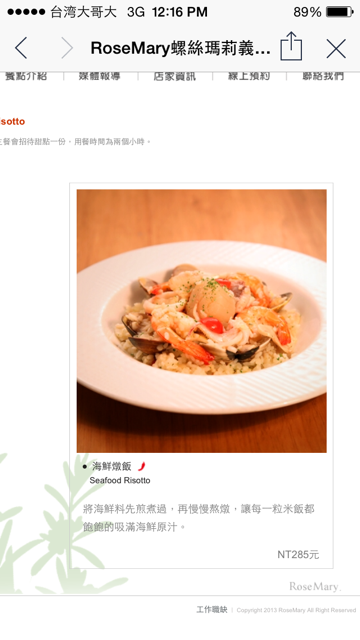 台湾大哥大 3G 12:16 PM 89%
RoseMary螺絲瑪莉義...
餐點介紹 | 媒體報導 | 店家資訊 | 線上預約 | 聯絡我們
isotto
主餐會招待甜點一份、用餐時間為兩個小時。
海鮮燉飯
Seafood Risotto
將海鮮料先煎煮過，再慢慢熬燉，讓每一粒米飯都
飽飽的吸滿海鮮原汁。
NT285元
RoseMary.
工作職缺 | Copyright 2013 RoseMary All Right Reserved